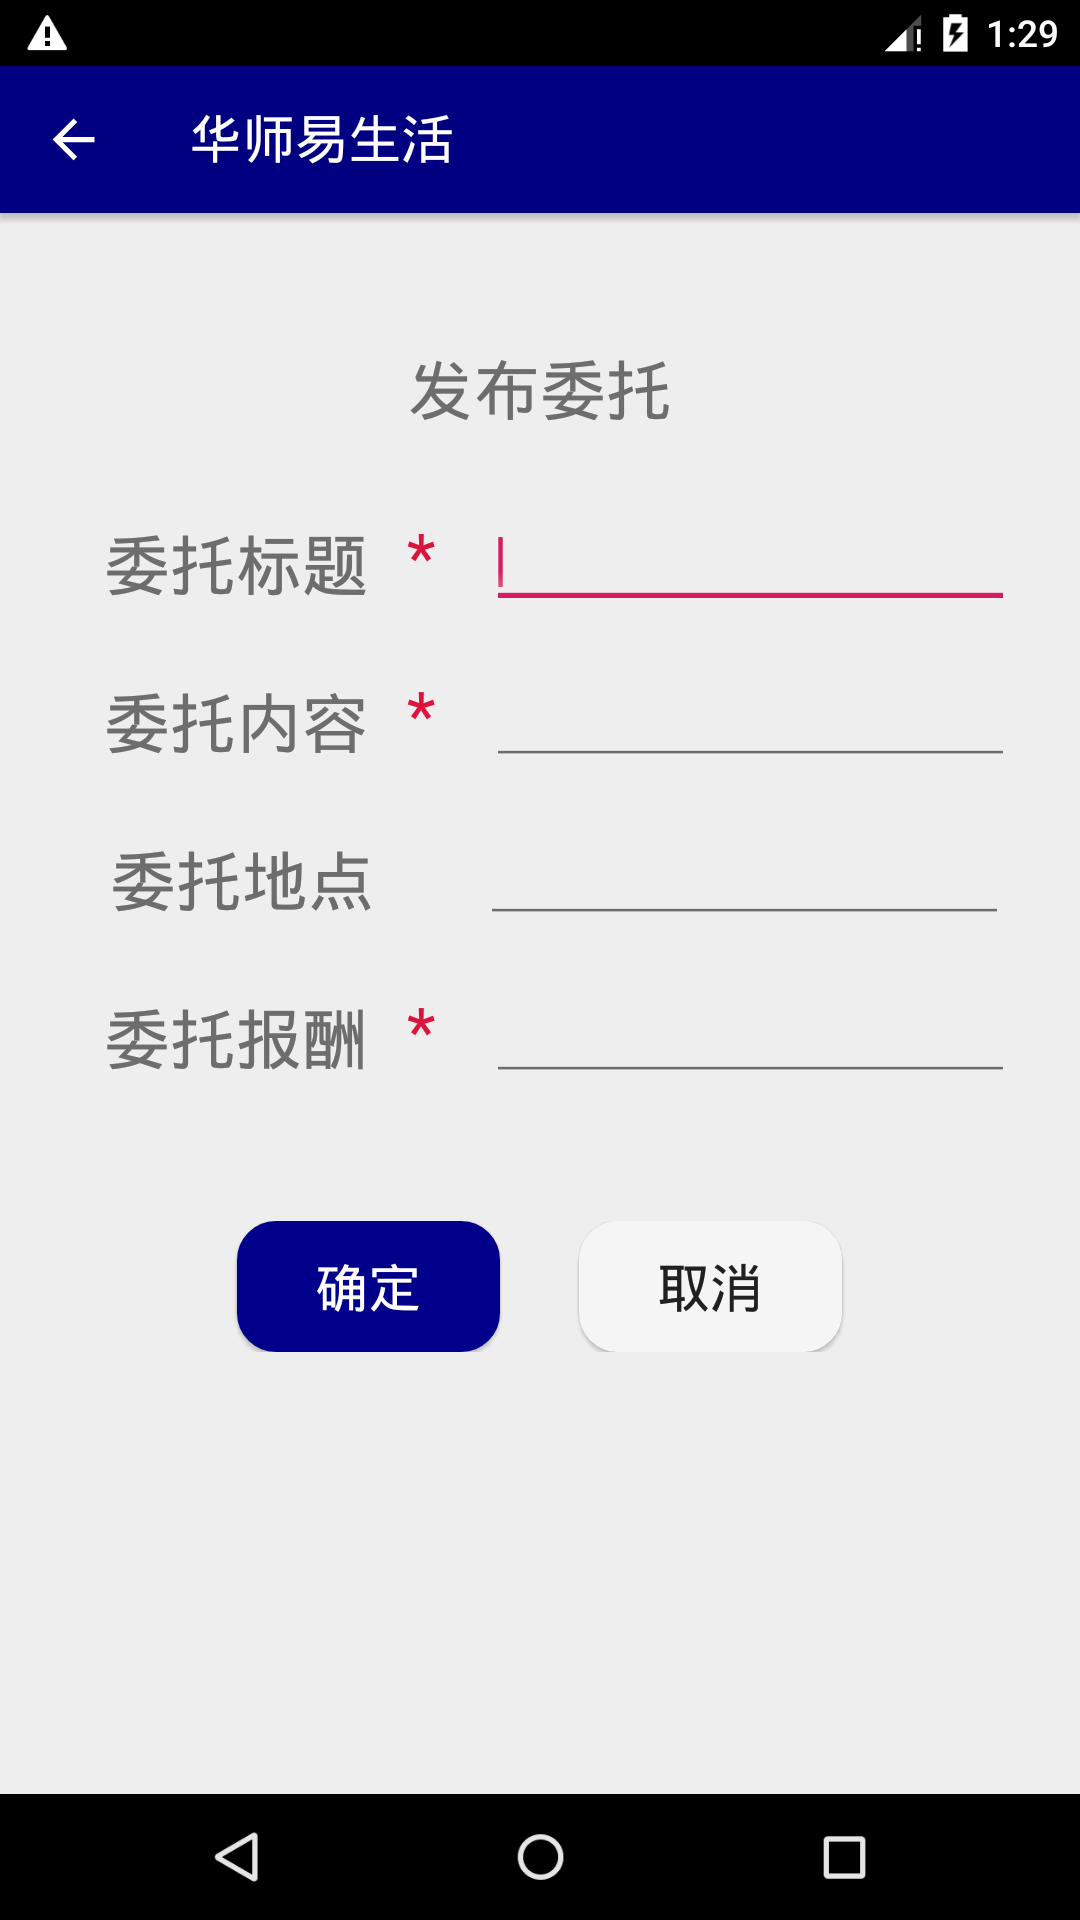 1:29
华师易生活
发布委托
委托标题 *
委托内容 *
委托地点
委托报酬 *
确定 取消